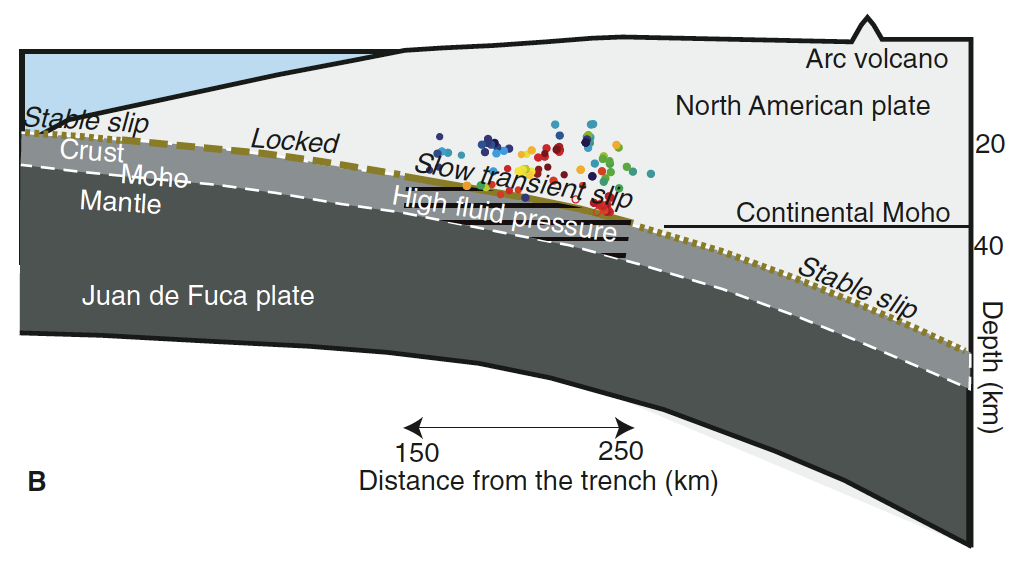 Arc volcano
North American plate
Stable slip
Locked
20
Crust
Slow transient slip
Moho
High fluid pressure
Mantle
Continental Moho
40
Stable slip
Juan de Fuca plate
Depth (km)
150
250
B
Distance from the trench (km)